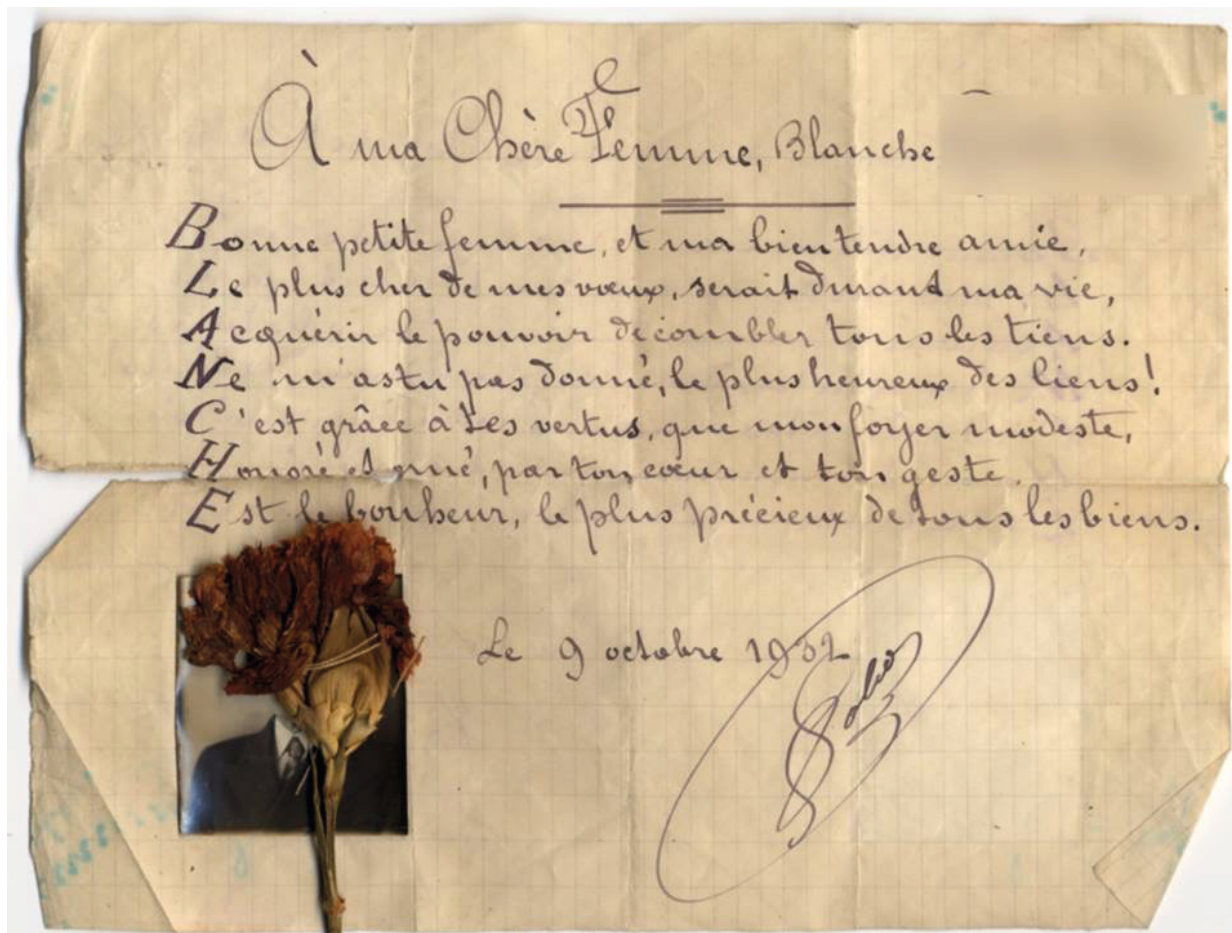 À ma Chère Femme, Blanche
Bonne petite femme, et ma bien tendre amie,
Le plus cher de mes vœux, serait durant ma vie,
Acquérir le pouvoir de combler tous les tiens.
Ne m'as tu pas donné, le plus heureux des liens!
C'est grâce à tes vertus, que mon foyer modeste,
Honoré et orné, par ton cœur et ton geste.
Est le bonheur, le plus précieux de tous les biens.
Le 9 octobre 1932